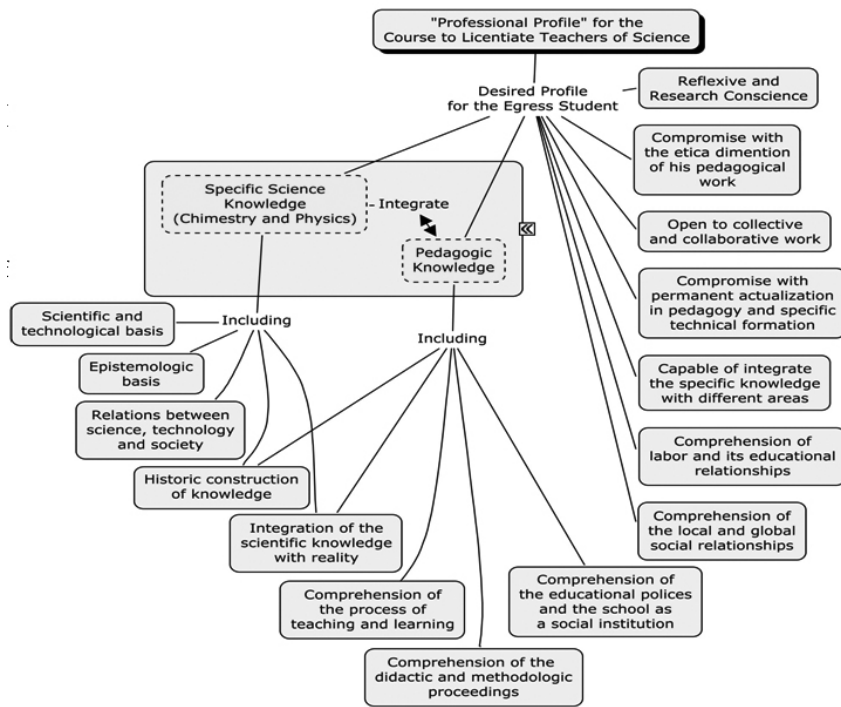 "Professional Profile" for the
Course to Licentiate Teachers of Science
Desired Profile
for the Egress Student
Reflexive and
Research Conscience
Compromise with
the etica dimention
of his pedagogical
work
Open to collective
and collaborative work
Compromise with
permanent actualization
in pedagogy and specific
technical formation
Capable of integrate
the specific knowledge
with different areas
Comprehension of
labor and its educational
relationships
Comprehension of
the local and global
social relationships
Specific Science
Knowledge
(Chimestry and Physics)
Integrate
Pedagogic
Knowledge
Including
Scientific and
technological basis
Epistemologic
basis
Relations between
science, technology
and society
Historic construction
of knowledge
Integration of the
scientific knowledge
with reality
Including
Comprehension of
the process of
teaching and learning
Comprehension of the
didactic and methodologic
proceedings
Comprehension of
the educational polices
and the school as
a social institution